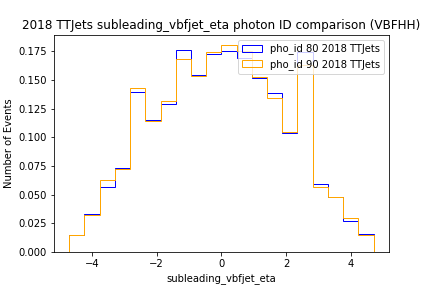 2018 TTJets subleading_vbfjet_eta photon ID comparison (VBFHH)
pho_id 80 2018 TTJets
pho_id 90 2018 TTJets
Number of Events
0.175
0.150
0.125
0.100
0.075
0.050
0.025
0.000
−4 −2 0 2 4
subleading_vbfjet_eta